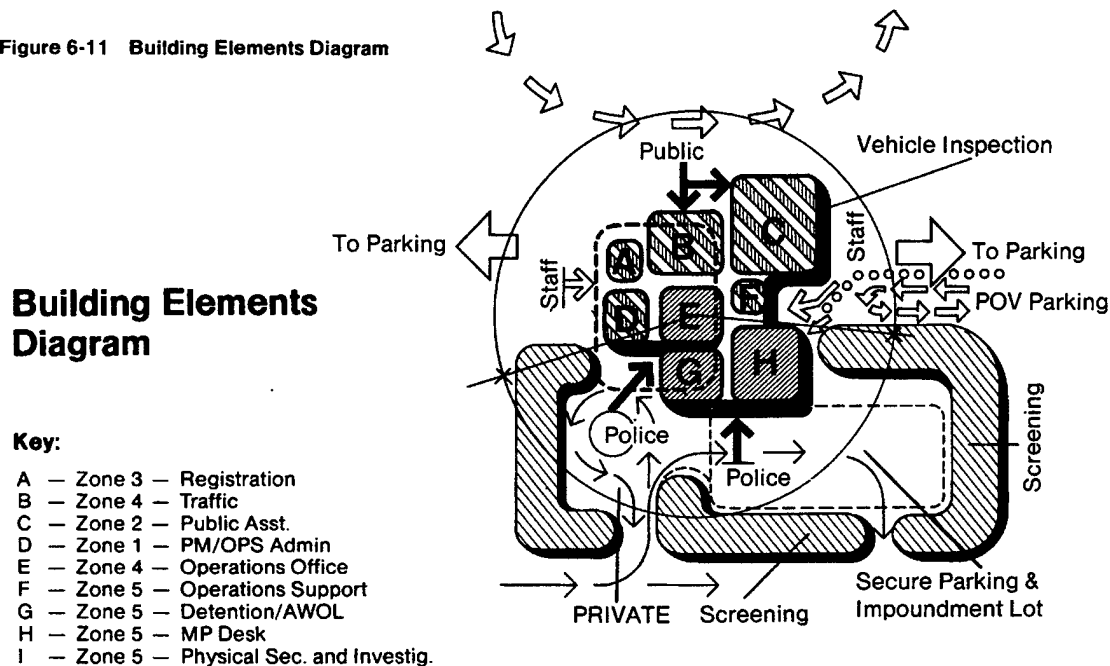 Figure 6-11 Building Elements Diagram
Building Elements
Diagram
Key:
A — Zone 3 — Registration
B — Zone 4 — Traffic
C — Zone 2 — Public Asst.
D — Zone 1 — PM/OPS Admin
E — Zone 4 — Operations Office
F — Zone 5 — Operations Support
G — Zone 5 — Detention/AWOL
H — Zone 5 — MP Desk
I — Zone 5 — Physical Sec. and Investig.
Public
Vehicle Inspection
To Parking
Staff
A
B
C
D
E
F
G
H
Staff
To Parking
POV Parking
Police
Police
Screening
PRIVATE
Screening
Secure Parking &
Impoundment Lot